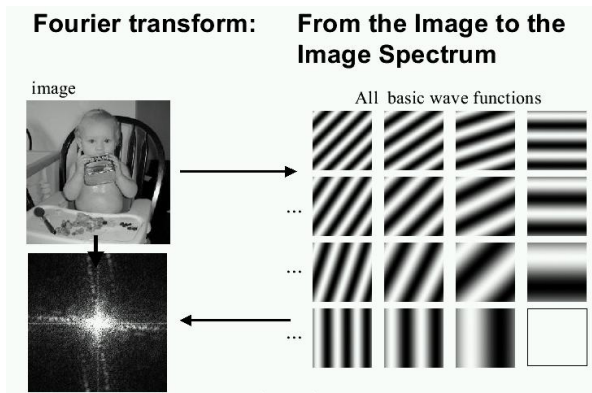 Fourier transform:
From the Image to the
Image Spectrum
image
All basic wave functions
...
...
...